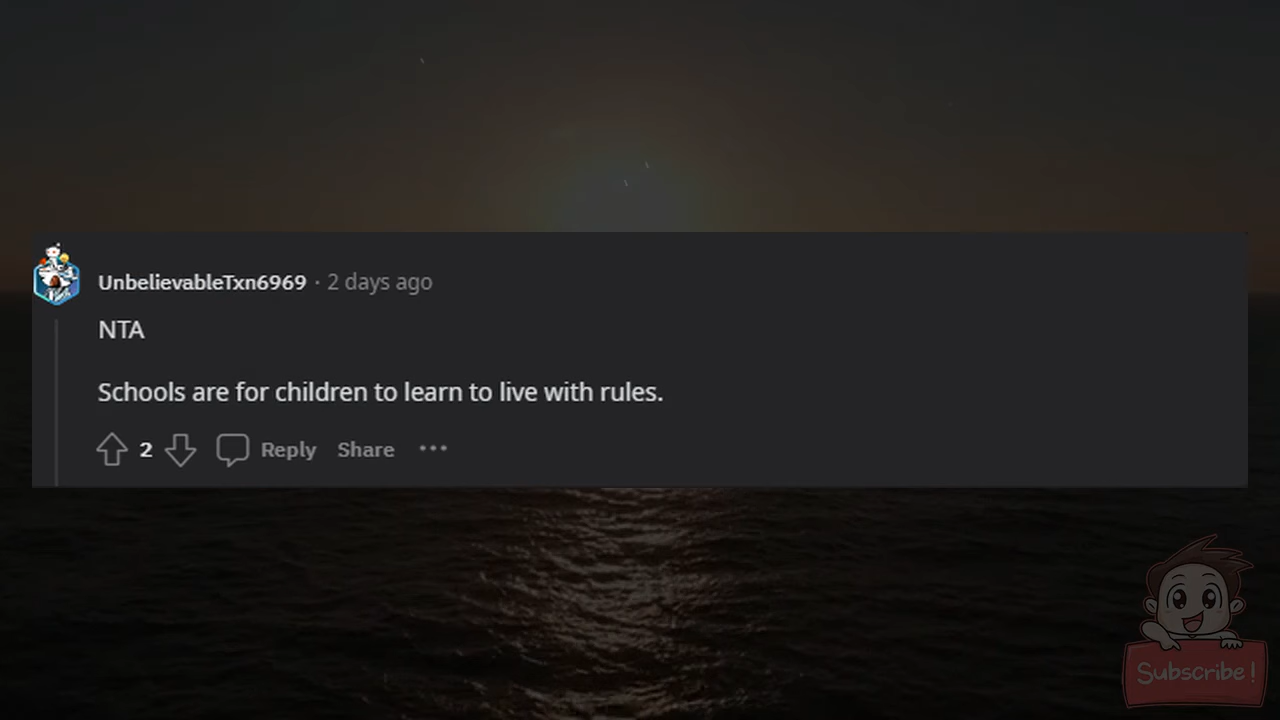 UnbelievableTxn6969 · 2 days ago
NTA
Schools are for children to learn to live with rules.
2 Reply Share ···
Subscribe!